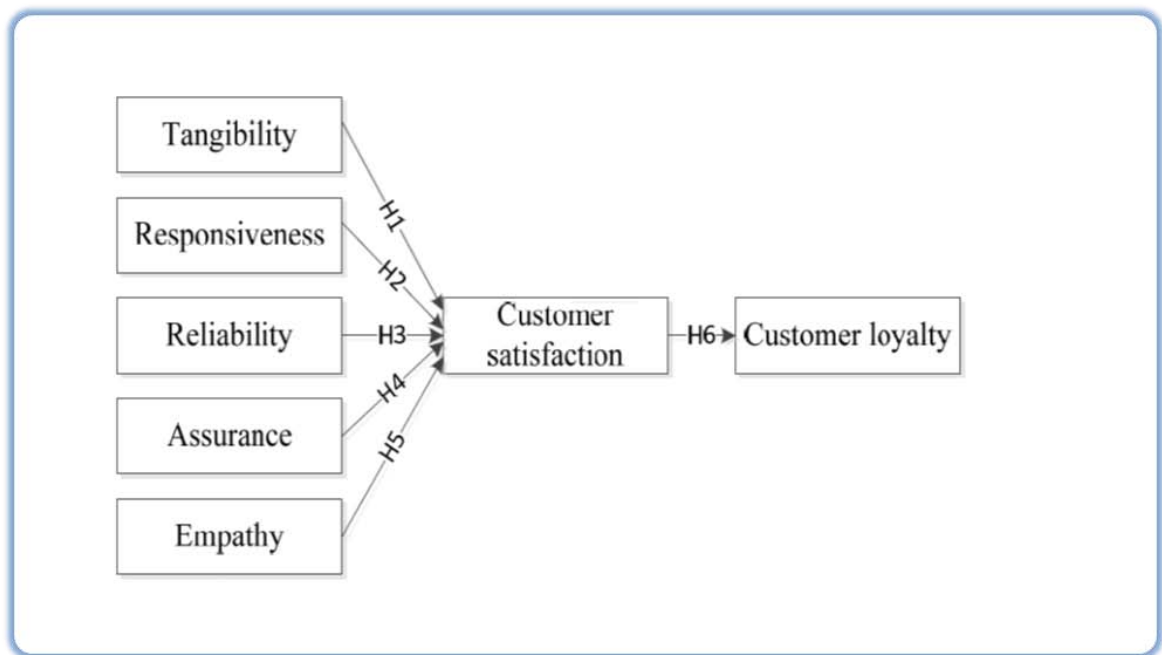 Tangibility
H1
Responsiveness
H2
Reliability
H3
Customer
satisfaction
H6
Customer loyalty
Assurance
H4
Empathy
H5